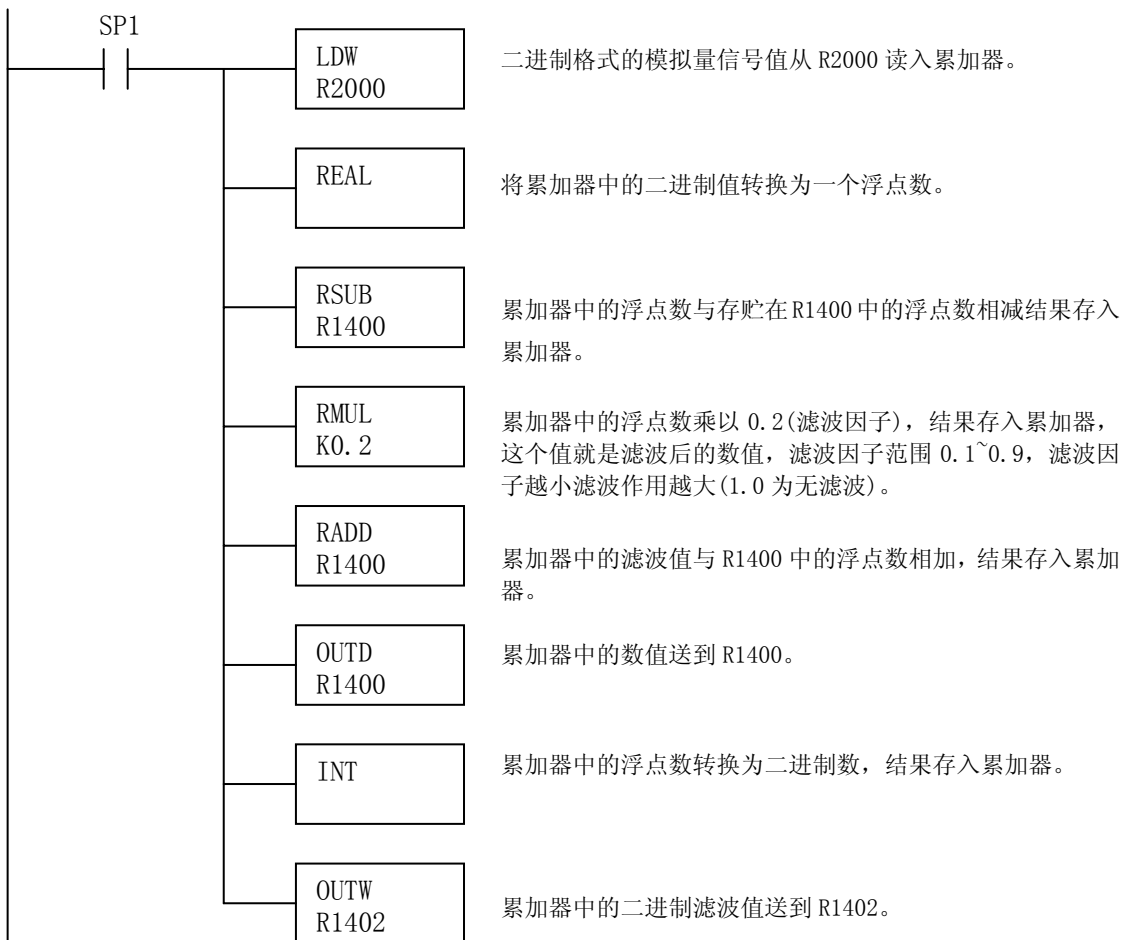 SP1
LDW
R2000
二进制格式的模拟量信号值从 R2000 读入累加器。
REAL
将累加器中的二进制值转换为一个浮点数。
RSUB
R1400
累加器中的浮点数与存贮在 R1400 中的浮点数相减结果存入
累加器。
RMUL
K0.2
累加器中的浮点数乘以 0.2(滤波因子)，结果存入累加器，
这个值就是滤波后的数值，滤波因子范围 0.1~0.9，滤波因
子越小滤波作用越大(1.0 为无滤波)。
RADD
R1400
累加器中的滤波值与 R1400 中的浮点数相加，结果存入累加
器。
OUTD
R1400
累加器中的数值送到 R1400。
INT
累加器中的浮点数转换为二进制数，结果存入累加器。
OUTW
R1402
累加器中的二进制滤波值送到 R1402。